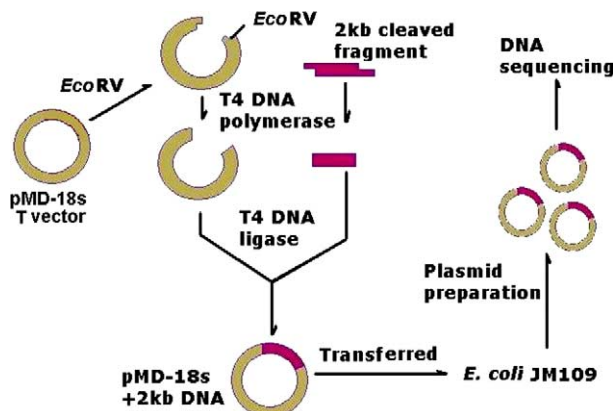 EcoRV
2kb cleaved
fragment
DNA
sequencing
EcoRV
T4 DNA
polymerase
pMD-18s
T vector
T4 DNA
ligase
Plasmid
preparation
pMD-18s
+2kb DNA
Transferred
E. coli JM109